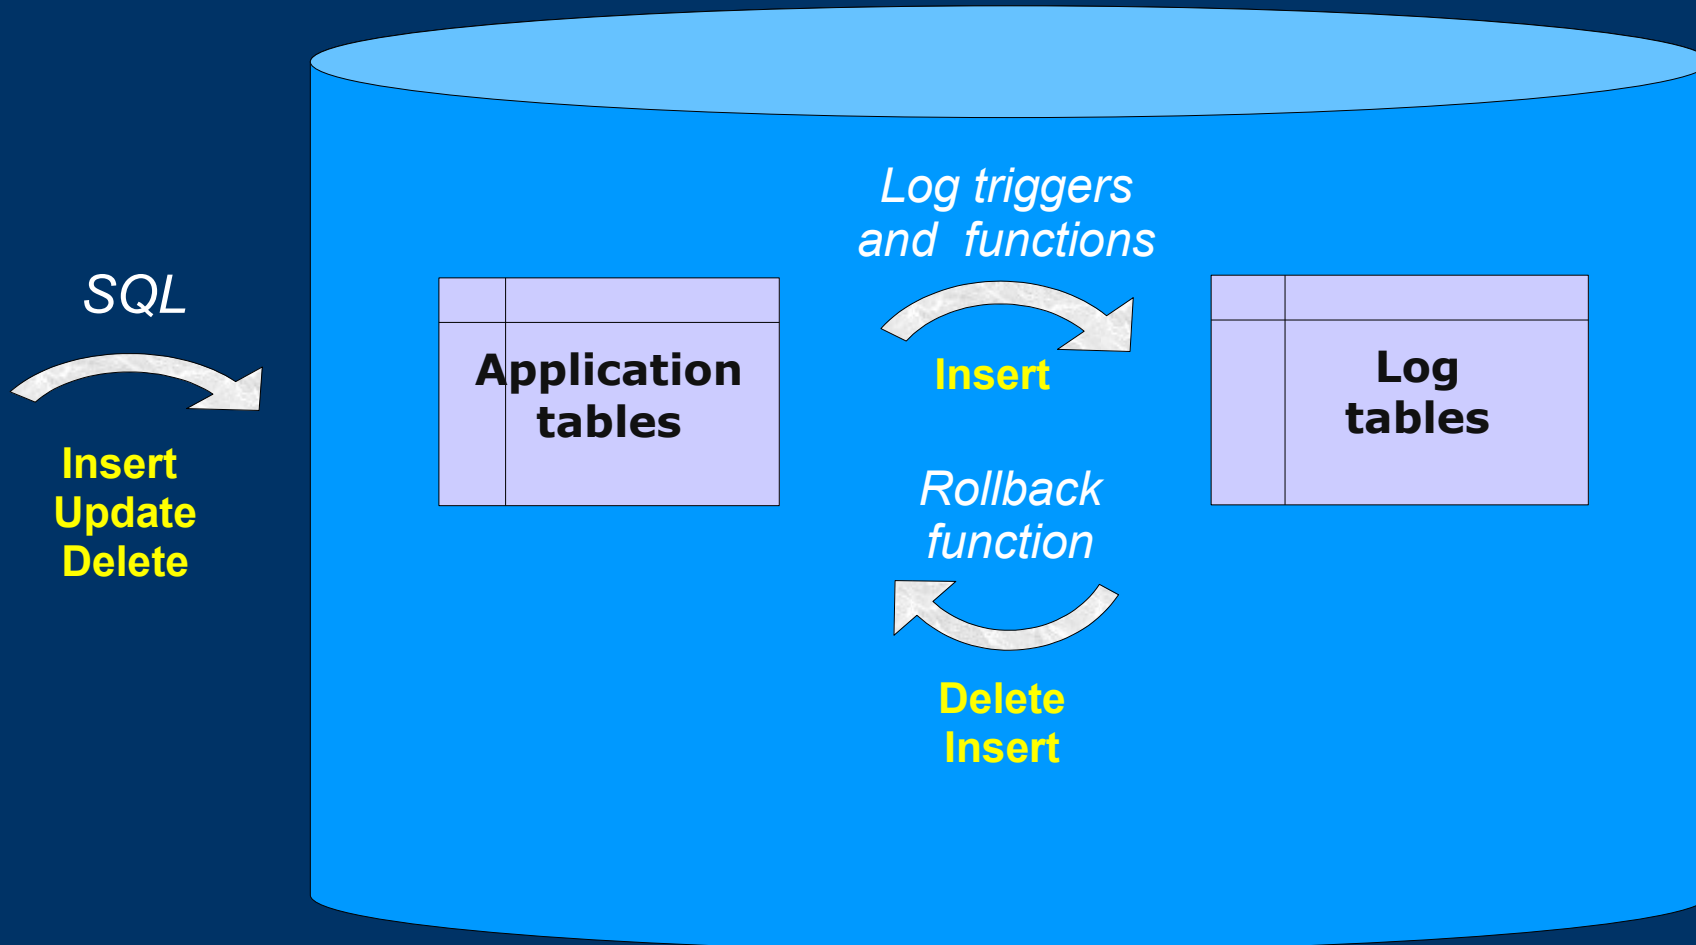 SQL
Insert
Update
Delete
Application
tables
Log triggers
and functions
Insert
Rollback
function
Delete
Insert
Log
tables